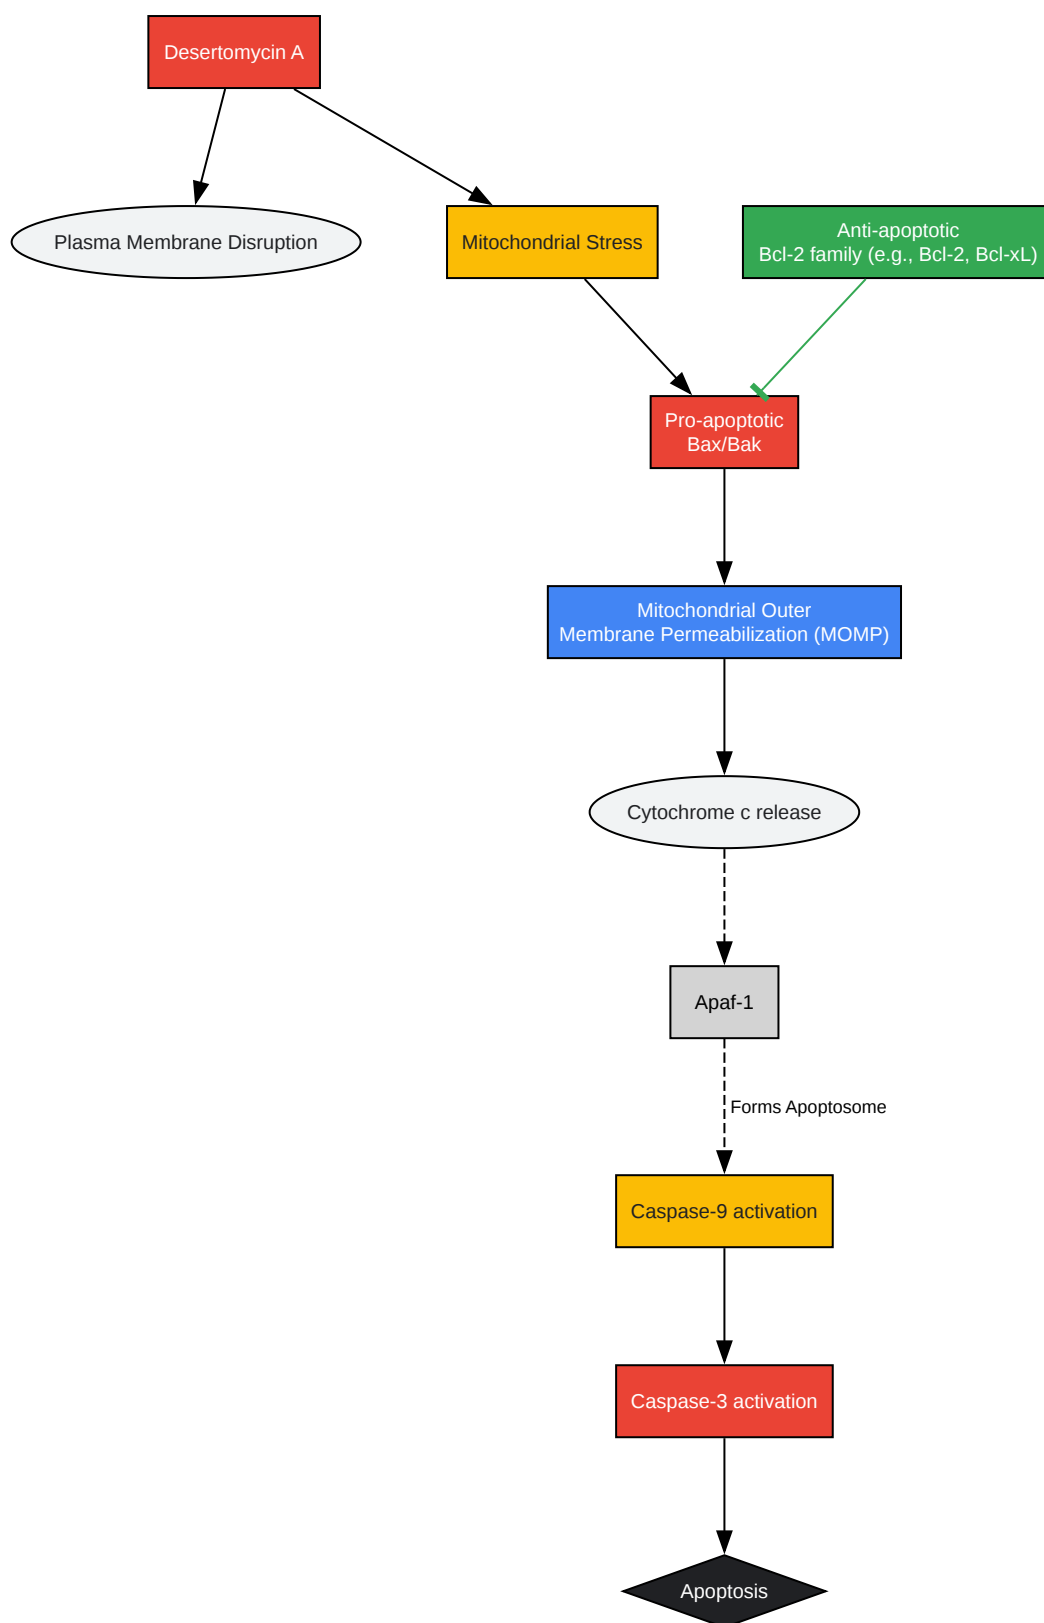 Desertomycin A
Plasma Membrane Disruption
Mitochondrial Stress
Anti-apoptotic
Bcl-2 family (e.g., Bcl-2, Bcl-xL)
Pro-apoptotic
Bax/Bak
Mitochondrial Outer
Membrane Permeabilization (MOMP)
Cytochrome c release
Apaf-1
Forms Apoptosome
Caspase-9 activation
Caspase-3 activation
Apoptosis